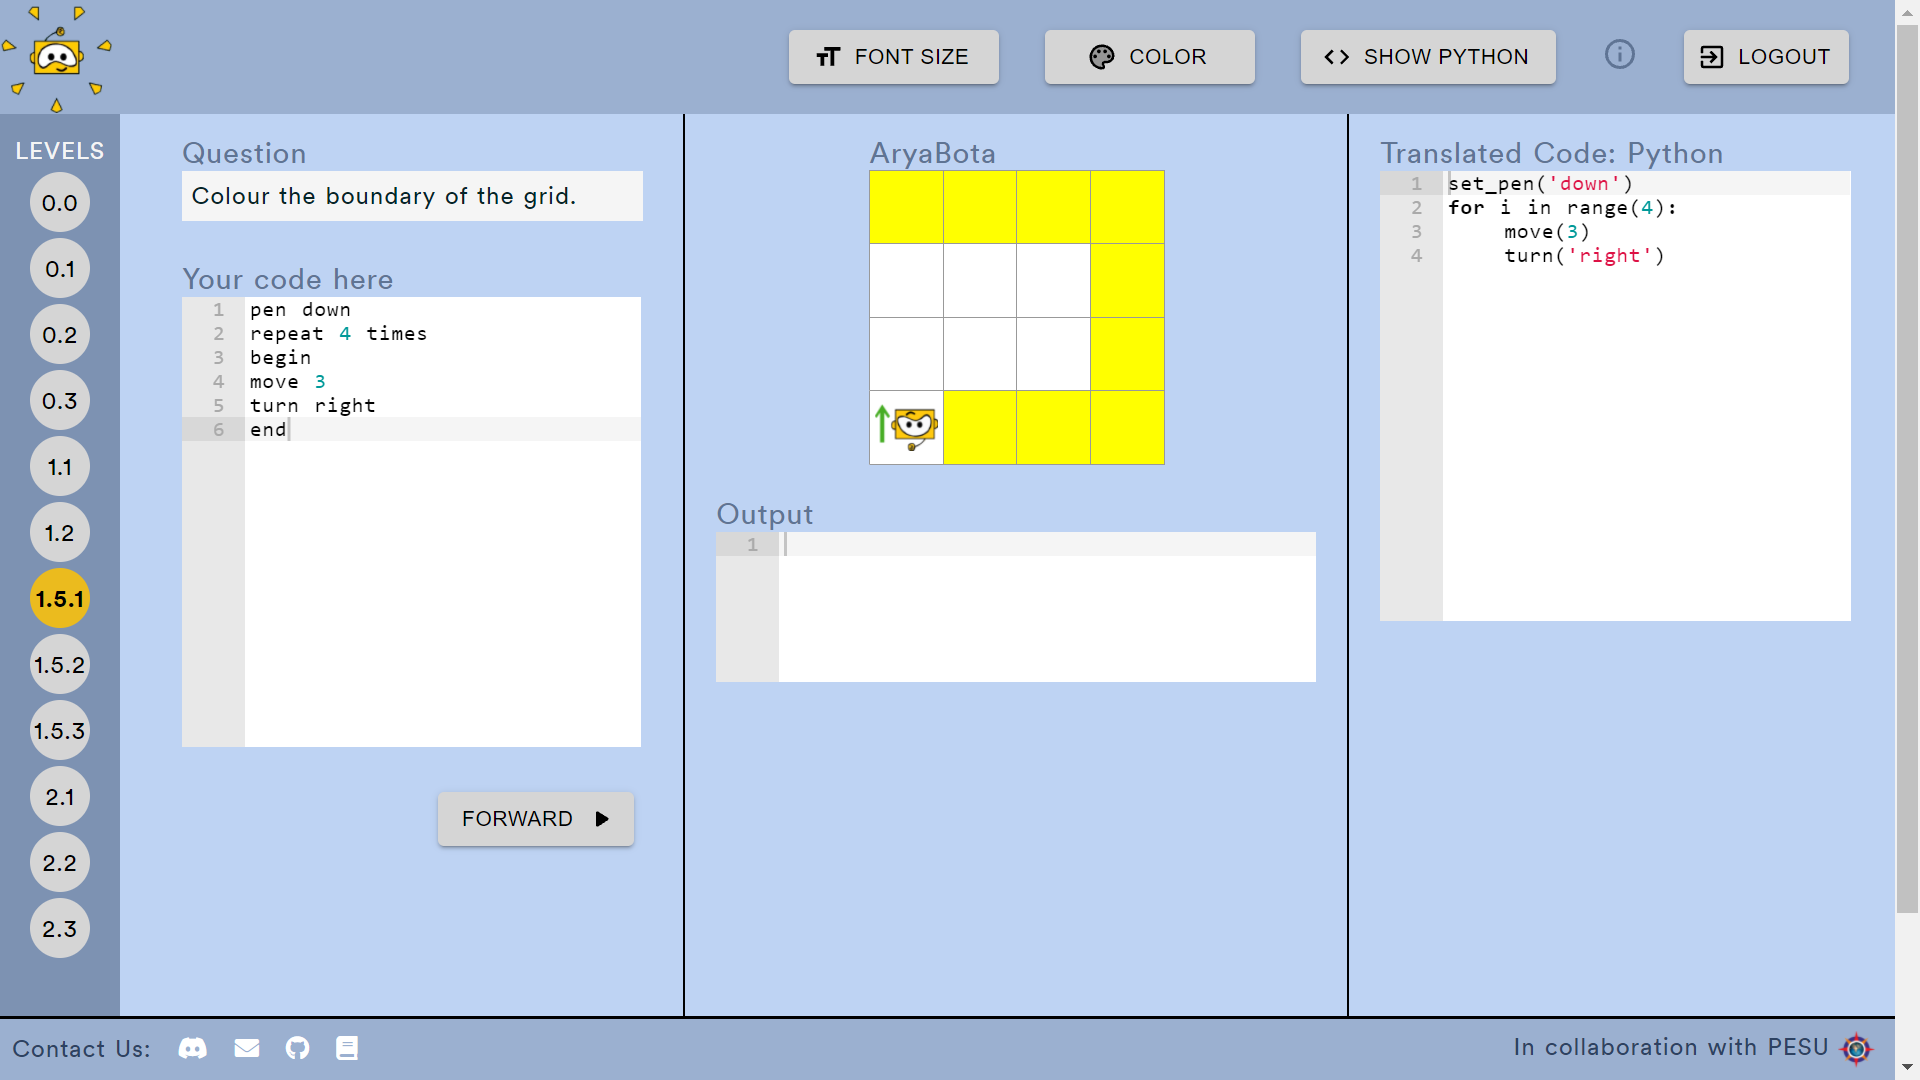 FONT SIZE
COLOR
SHOW PYTHON
LOGOUT
LEVELS
0.0
0.1
0.2
0.3
1.1
1.2
1.5.1
1.5.2
1.5.3
2.1
2.2
2.3
Question
Colour the boundary of the grid.
Your code here
1 pen down
2 repeat 4 times
3 begin
4 move 3
5 turn right
6 end
FORWARD
AryaBota
Output
1
Translated Code: Python
1 set_pen('down')
2 for i in range(4):
3 move(3)
4 turn('right')
Contact Us:
In collaboration with PESU